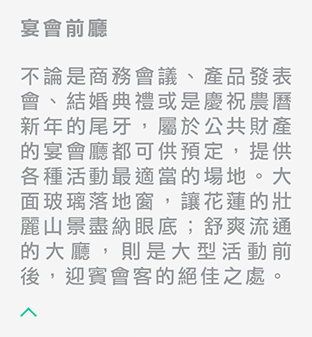 宴會前廳
不論是商務會議、產品發表
會、結婚典禮或是慶祝農曆
新年的尾牙，屬於公共財產
的宴會廳都可供預定，提供
各種活動最適當的場地。大
面玻璃落地窗，讓花蓮的壯
麗山景盡納眼底；舒爽流通
的大廳，則是大型活動前
後，迎賓會客的絕佳之處。